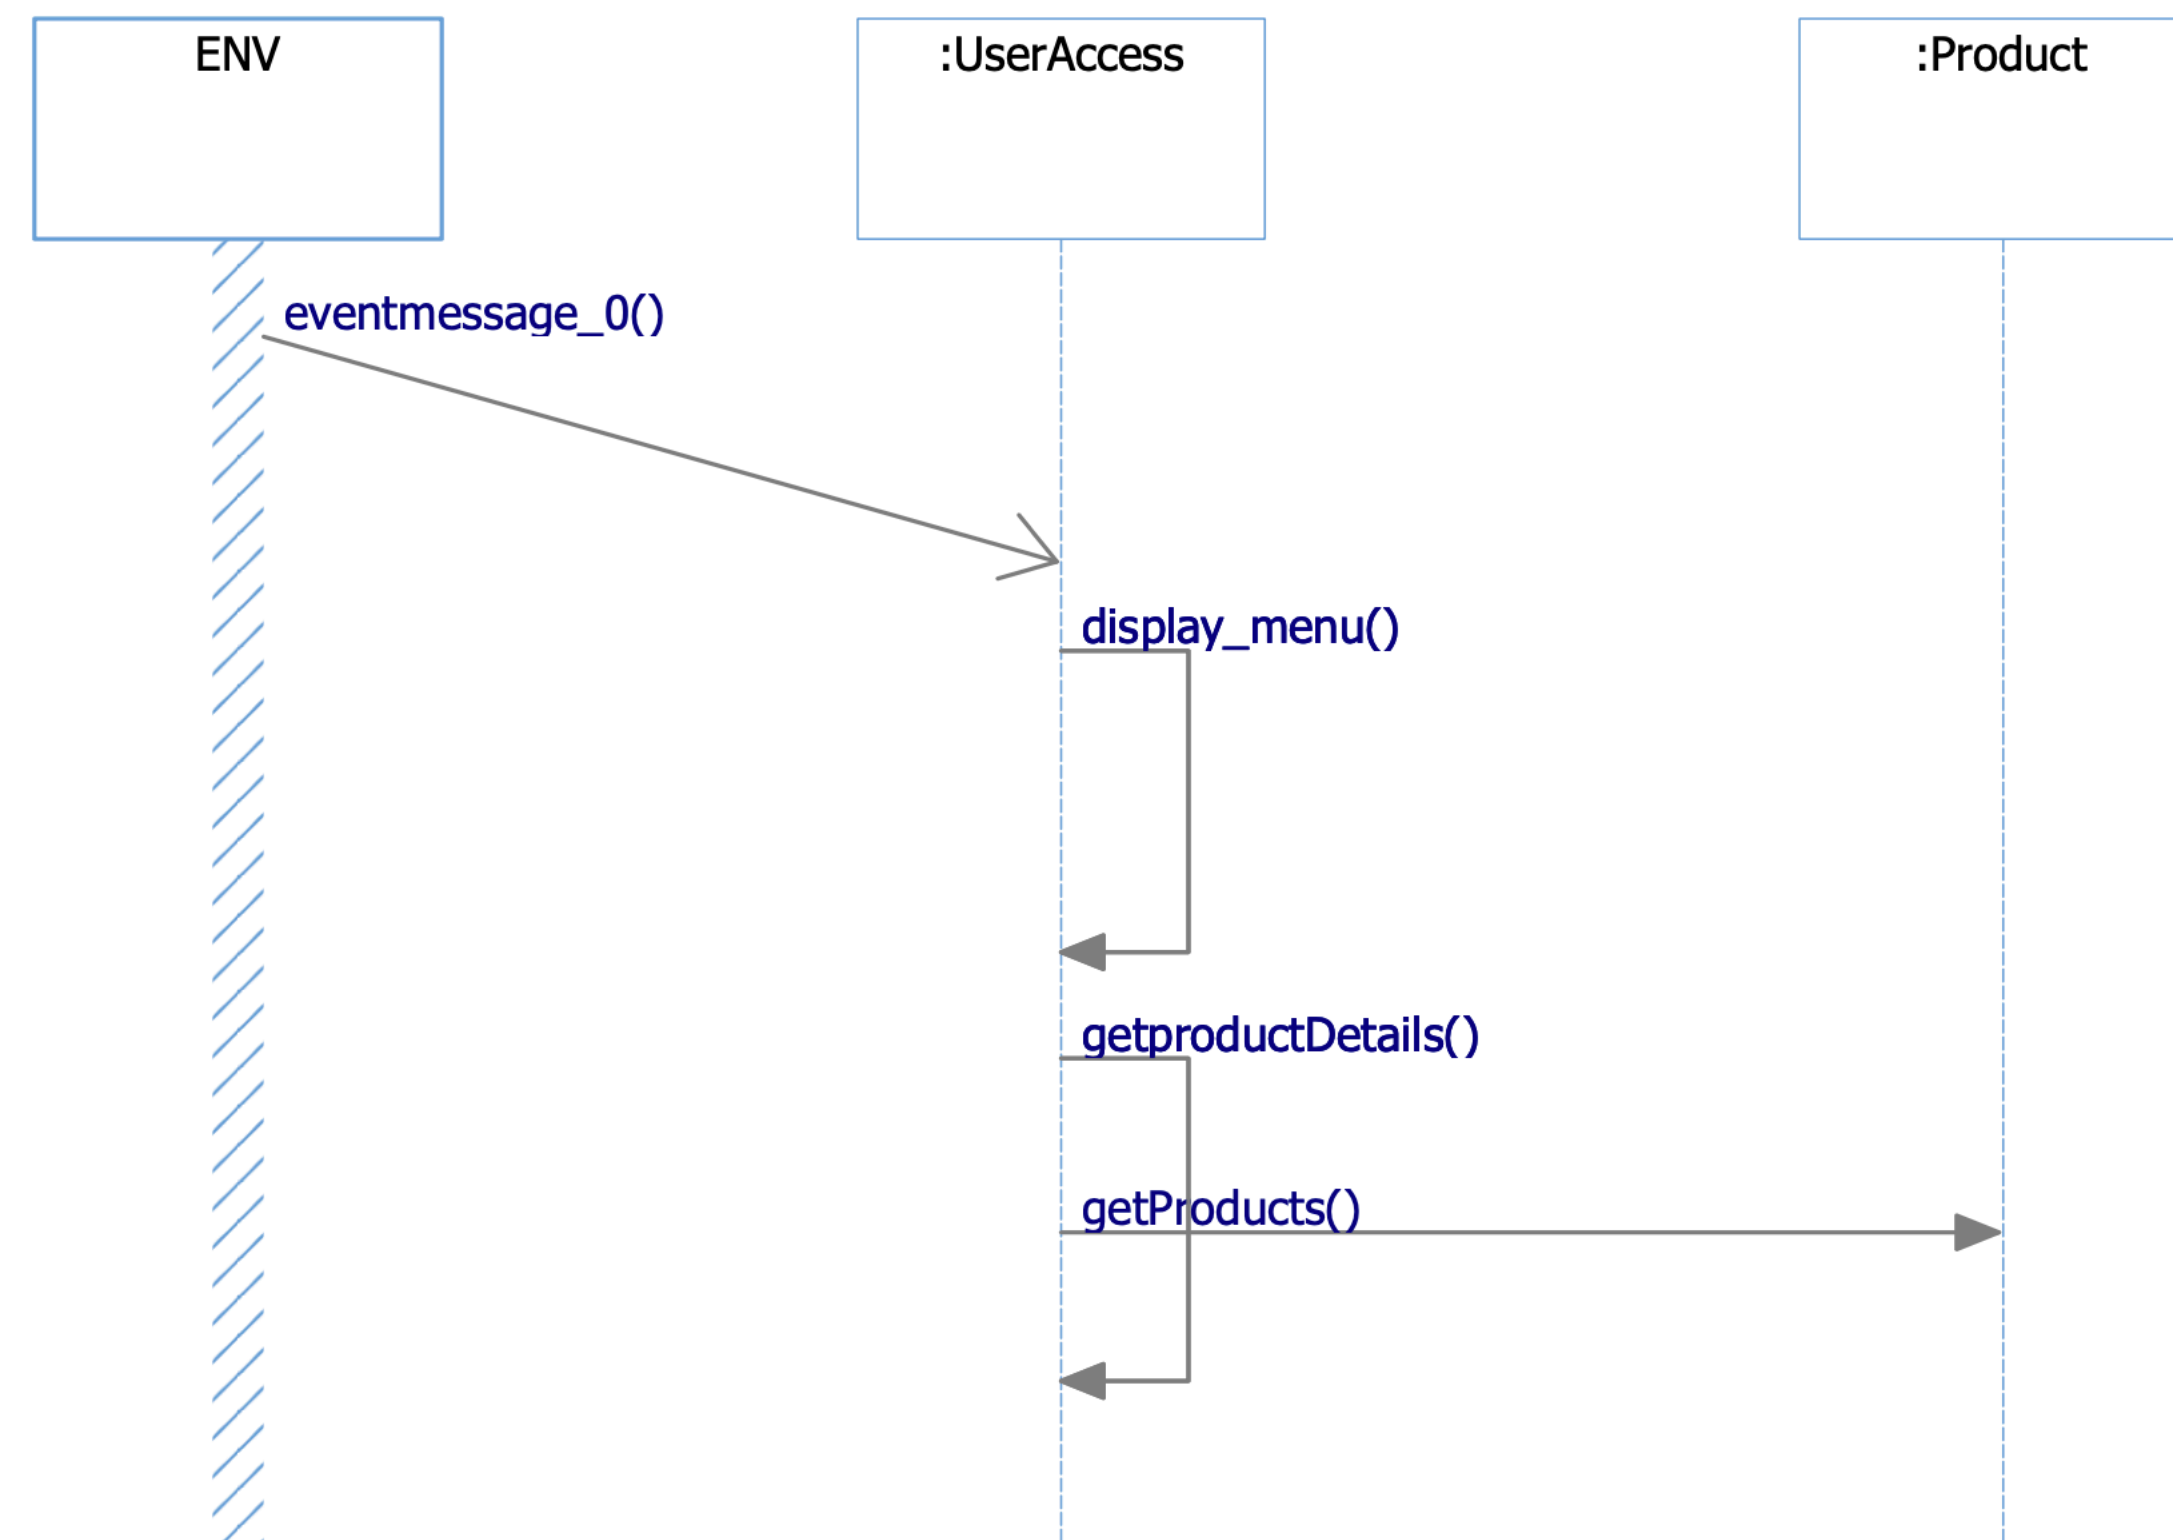 ENV
:UserAccess
:Product
eventmessage_0()
display_menu()
getproductDetails()
getProducts()